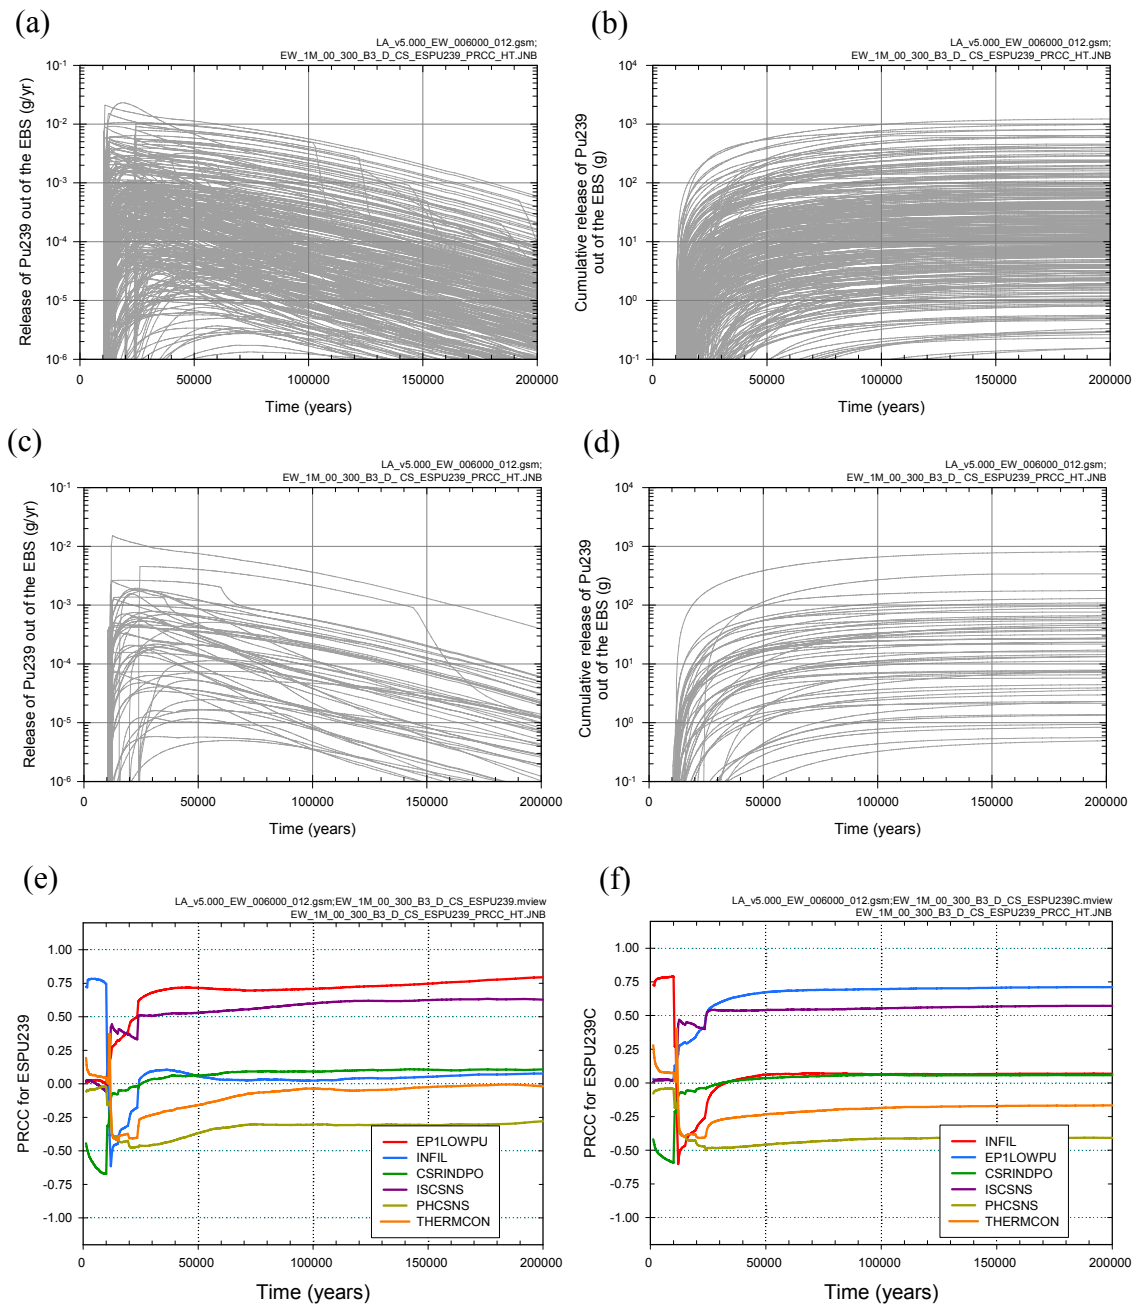 (a)
LA_v5.000_EW_006000_012.gsm;
EW_1M_00_300_B3_D_CS_ESPU239_PRCC_HT.JNB
Release of Pu239 out of the EBS (g/yr)
10-1
10-2
10-3
10-4
10-5
10-6
0 50000 100000 150000 200000
Time (years)
(b)
LA_v5.000_EW_006000_012.gsm;
EW_1M_00_300_B3_D_ CS_ESPU239_PRCC_HT.JNB
Cumulative release of Pu239
out of the EBS (g)
104
103
102
101
100
10-1
0 50000 100000 150000 200000
Time (years)
(c)
LA_v5.000_EW_006000_012.gsm;
EW_1M_00_300_B3_D_ CS_ESPU239_PRCC_HT.JNB
Release of Pu239 out of the EBS (g/yr)
10-1
10-2
10-3
10-4
10-5
10-6
0 50000 100000 150000 200000
Time (years)
(d)
LA_v5.000_EW_006000_012.gsm;
EW_1M_00_300_B3_D_ CS_ESPU239_PRCC_HT.JNB
Cumulative release of Pu239
out of the EBS (g)
104
103
102
101
100
10-1
0 50000 100000 150000 200000
Time (years)
(e)
LA_v5.000_EW_006000_012.gsm;EW_1M_00_300_B3_D_CS_ESPU239.mview
EW_1M_00_300_B3_D_CS_ESPU239_PRCC_HT.JNB
PRCC for ESPU239
1.00
0.75
0.50
0.25
0.00
-0.25
-0.50
-0.75
-1.00
EP1LOWPU
INFIL
CSRINDPO
ISCSNS
PHCSNS
THERMCON
0 50000 100000 150000 200000
Time (years)
(f)
LA_v5.000_EW_006000_012.gsm;EW_1M_00_300_B3_D_CS_ESPU239C.mview
EW_1M_00_300_B3_D_CS_ESPU239_PRCC_HT.JNB
PRCC for ESPU239C
1.00
0.75
0.50
0.25
0.00
-0.25
-0.50
-0.75
-1.00
INFIL
EP1LOWPU
CSRINDPO
ISCSNS
PHCSNS
THERMCON
0 50000 100000 150000 200000
Time (years)